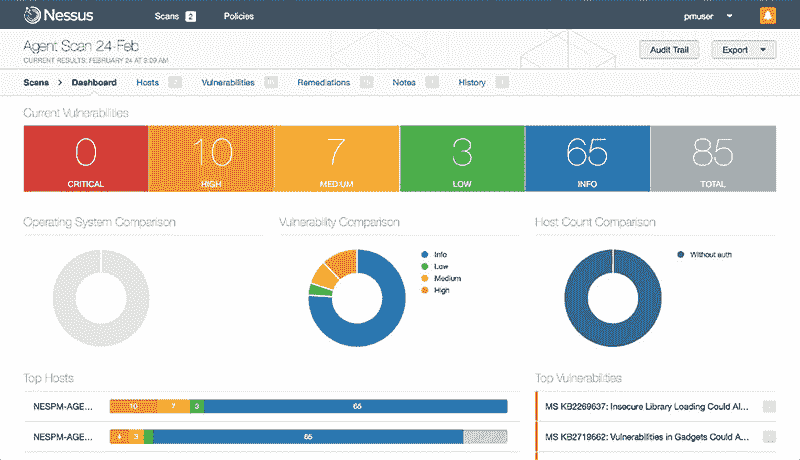 Nessus Scans 2 Policies pmuser
Agent Scan 24-Feb
CURRENT RESULTS: FEBRUARY 24 AT 9:09 AM
Audit Trail Export
Scans > Dashboard Hosts Vulnerabilities Remediations Notes History
Current Vulnerabilities
0 10 7 3 65 85
CRITICAL HIGH MEDIUM LOW INFO TOTAL
Operating System Comparison Vulnerability Comparison Host Count Comparison
Info
Low
Medium
High
Without auth
Top Hosts Top Vulnerabilities
NESPM-AGE... 10 7 3 65 MS KB2269637: Insecure Library Loading Could Al...
NESPM-AGE... 4 3 MS KB2719662: Vulnerabilities in Gadgets Could A...